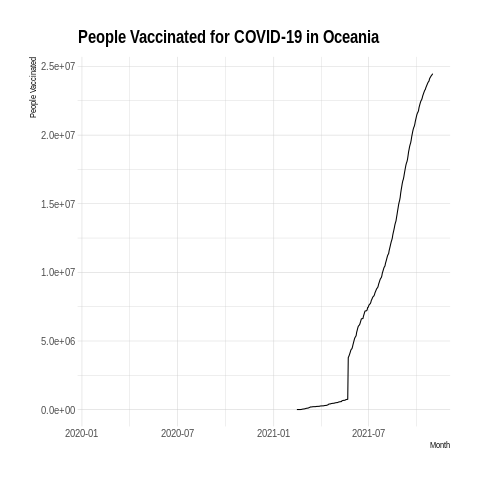 People Vaccinated for COVID-19 in Oceania
People Vaccinated
2.5e+07
2.0e+07
1.5e+07
1.0e+07
5.0e+06
0.0e+00
2020-01 2020-07 2021-01 2021-07
Month